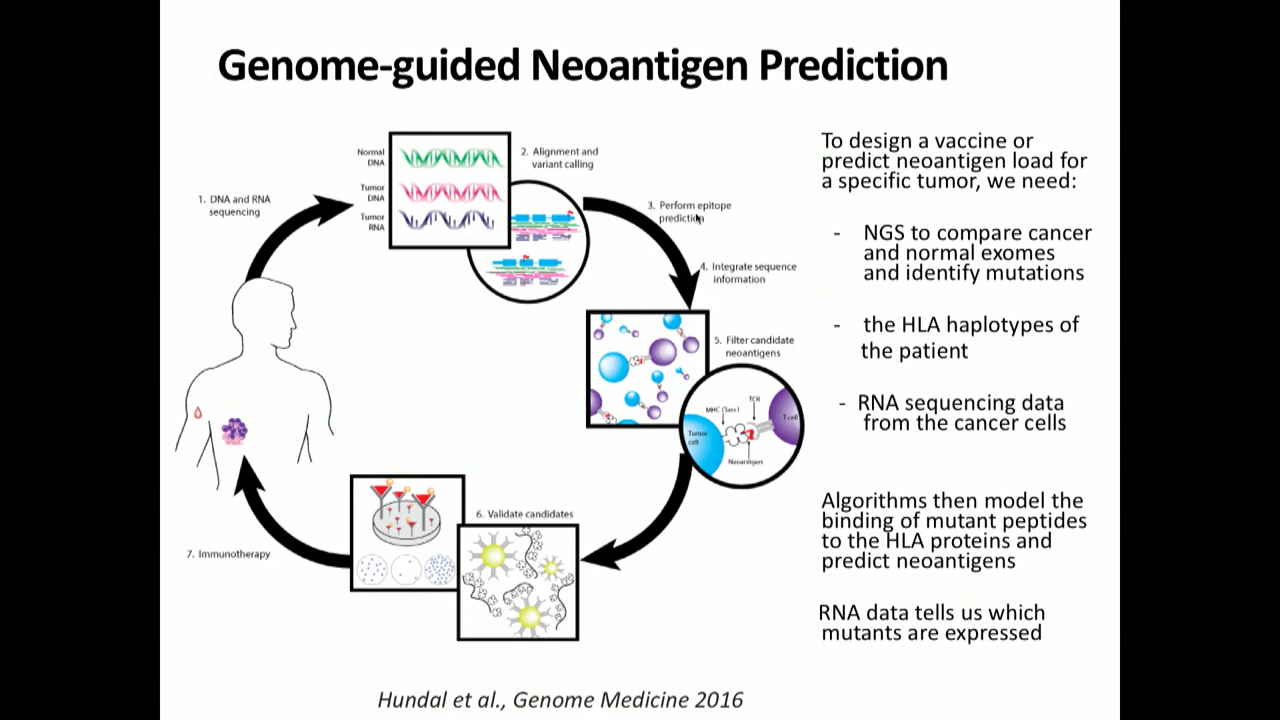 Genome-guided Neoantigen Prediction
Normal
DNA
Tumor
DNA
Tumor
RNA
1. DNA and RNA
sequencing
2. Alignment and
variant calling
3. Perform epitope
prediction
4. Integrate sequence
information
5. Filter candidate
neoantigens
MHC Class I
TCR
T cell
Tumor
cell
Neoantigen
6. Validate candidates
7. Immunotherapy
To design a vaccine or
predict neoantigen load for
a specific tumor, we need:
- NGS to compare cancer
and normal exomes
and identify mutations
- the HLA haplotypes of
the patient
- RNA sequencing data
from the cancer cells
Algorithms then model the
binding of mutant peptides
to the HLA proteins and
predict neoantigens
RNA data tells us which
mutants are expressed
Hundal et al., Genome Medicine 2016